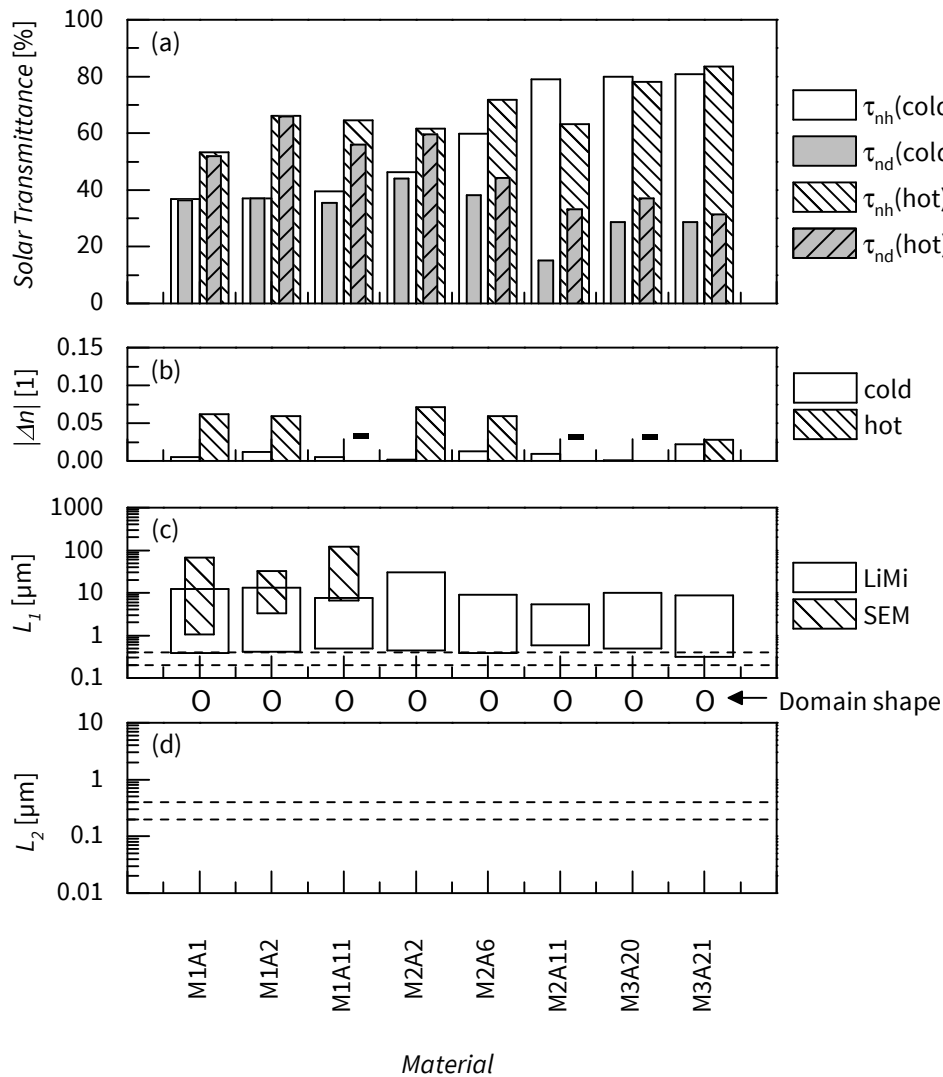 100
80
60
40
20
0
Solar Transmittance [%]
(a)
τnh(cold
τnd(cold
τnh(hot)
τnd(hot)
0.15
0.10
0.05
0.00
|Δn| [1]
(b)
cold
hot
1000
100
10
1
0.1
L1 [µm]
(c)
LiMi
SEM
O O O O O O O O
Domain shape
10
1
0.1
0.01
L2 [µm]
(d)
M1A1
M1A2
M1A11
M2A2
M2A6
M2A11
M3A20
M3A21
Material